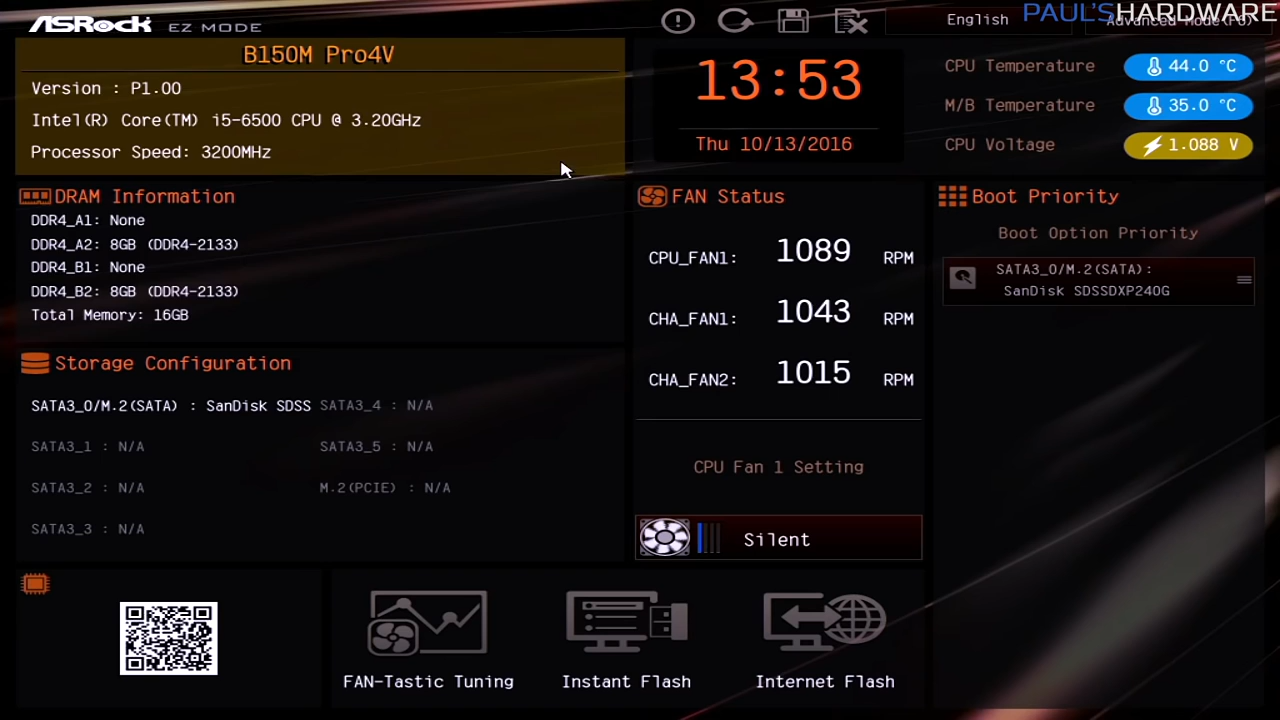 ASRock EZ MODE
English
PAUL'SHARDWARE
Advanced Mode(F6)
B150M Pro4V
Version : P1.00
Intel(R) Core(TM) i5-6500 CPU @ 3.20GHz
Processor Speed: 3200MHz
13:53
Thu 10/13/2016
CPU Temperature 44.0 °C
M/B Temperature 35.0 °C
CPU Voltage 1.088 V
DRAM Information
DDR4_A1: None
DDR4_A2: 8GB (DDR4-2133)
DDR4_B1: None
DDR4_B2: 8GB (DDR4-2133)
Total Memory: 16GB
Storage Configuration
SATA3_0/M.2(SATA) : SanDisk SDSS SATA3_4 : N/A
SATA3_1 : N/A SATA3_5 : N/A
SATA3_2 : N/A M.2(PCIE) : N/A
SATA3_3 : N/A
FAN Status
CPU_FAN1: 1089 RPM
CHA_FAN1: 1043 RPM
CHA_FAN2: 1015 RPM
CPU Fan 1 Setting
Silent
Boot Priority
Boot Option Priority
SATA3_0/M.2(SATA):
SanDisk SDSSDXP240G
FAN-Tastic Tuning
Instant Flash
Internet Flash